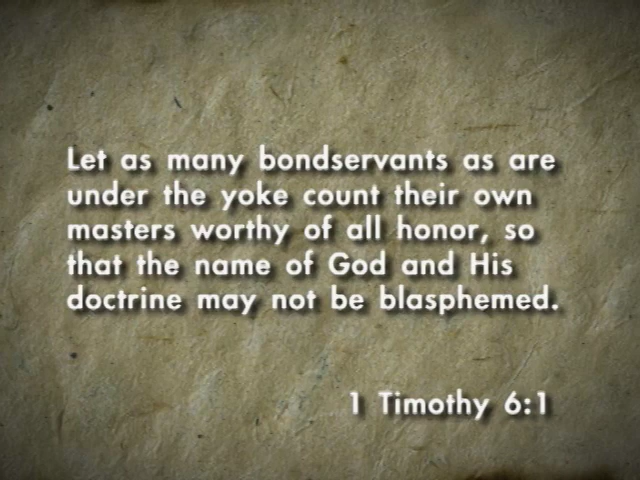 Let as many bondservants as are
under the yoke count their own
masters worthy of all honor, so
that the name of God and His
doctrine may not be blasphemed.
1 Timothy 6:1